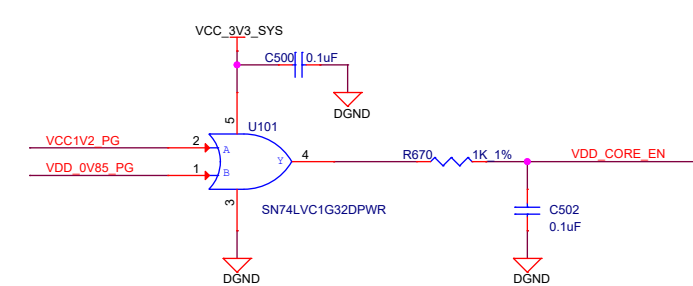 VCC_3V3_SYS
C500 0.1uF
DGND
5
U101
VCC1V2_PG 2 A
Y 4 R670 1K_1% VDD_CORE_EN
VDD_0V85_PG 1 B
3
SN74LVC1G32DPWR
C502
0.1uF
DGND DGND